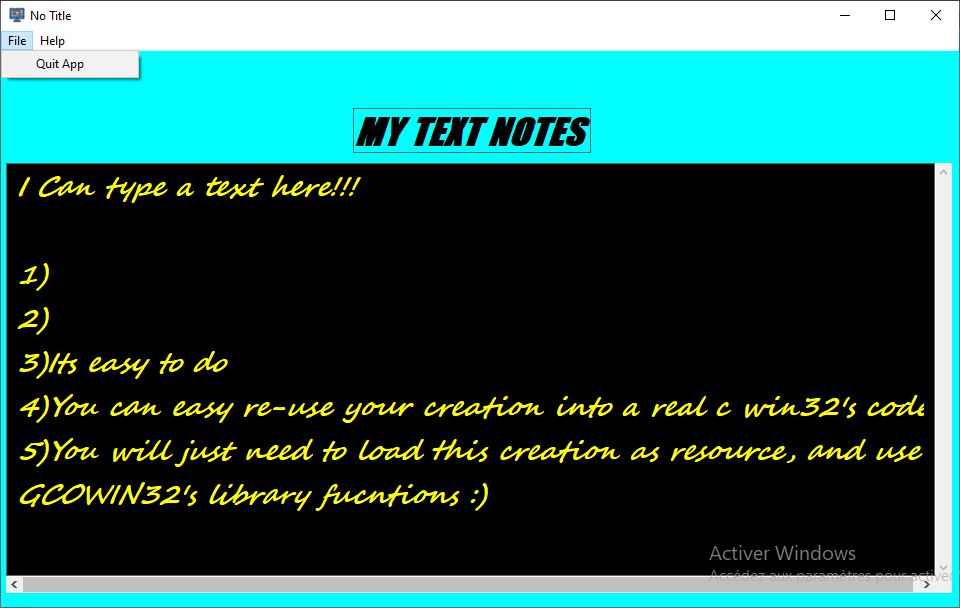 No Title
File Help
Quit App
MY TEXT NOTES
I Can type a text here!!!
1)
2)
3)Its easy to do
4)You can easy re-use your creation into a real c win32's code
5)You will just need to load this creation as resource, and use
GCOWIN32's library fucntions :)
Activer Windows
Accédez aux paramètres pour activer